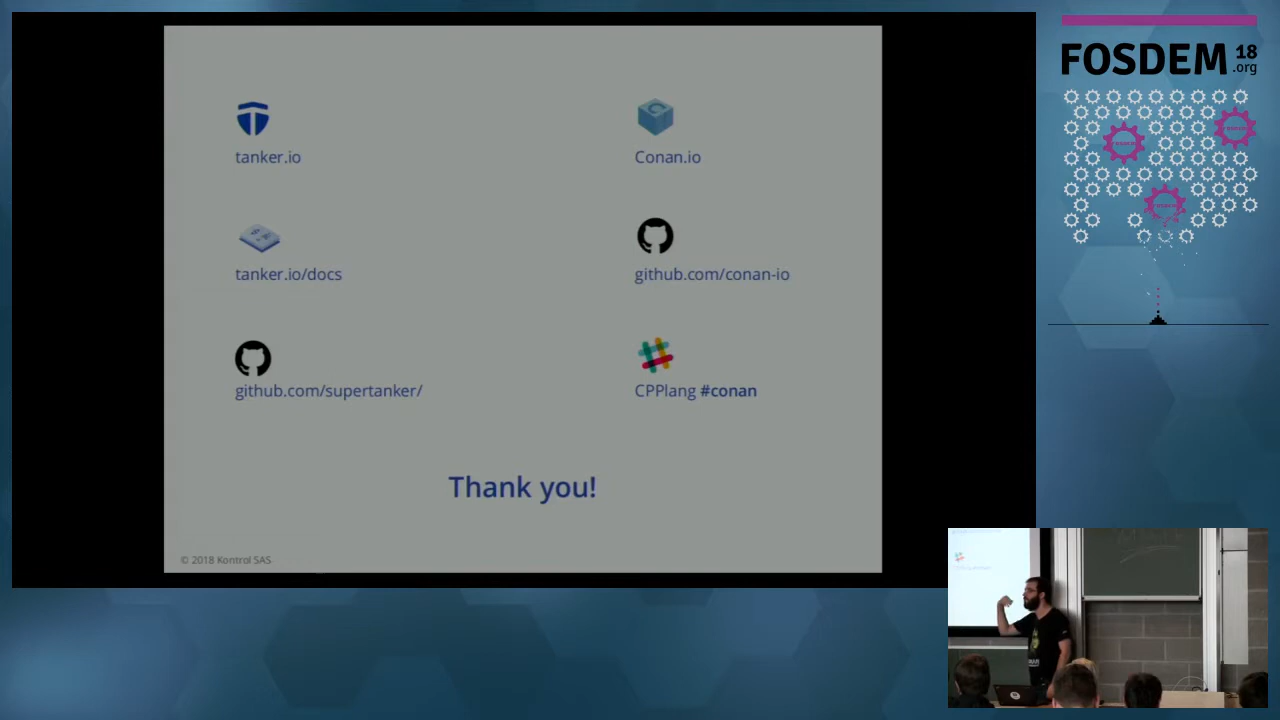 tanker.io
Conan.io
tanker.io/docs
github.com/conan-io
github.com/supertanker/
CPPlang #conan
Thank you!
© 2018 Kontrol SAS
FOSDEM 18
.org